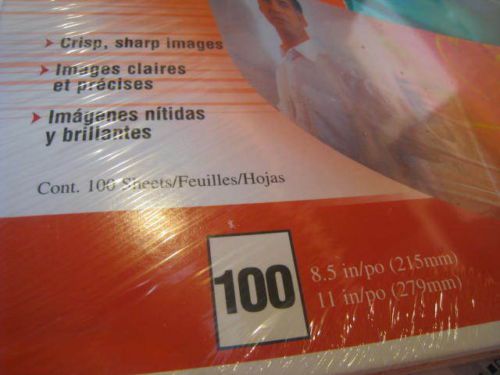 Crisp, sharp images
Images claires
et précises
Imágenes nítidas
y brillantes
Cont. 100 Sheets/Feuilles/Hojas
100
8.5 in/po (215mm)
11 in/po (279mm)